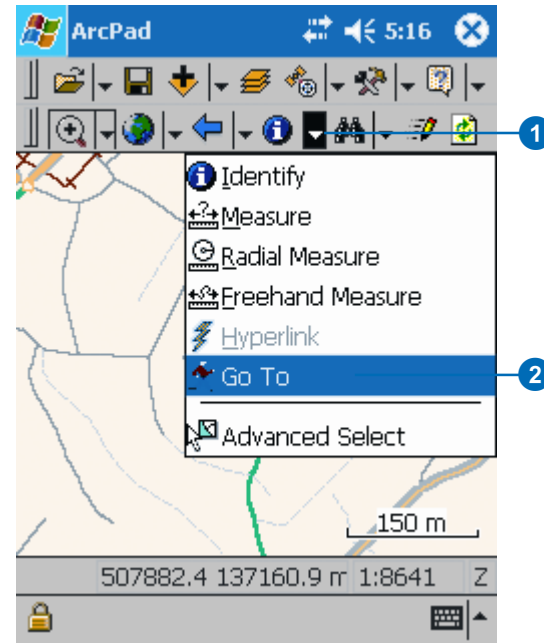 ArcPad 5:16
1
Identify
Measure
Radial Measure
Freehand Measure
Hyperlink
Go To
2
Advanced Select
150 m
507882.4 137160.9 m 1:8641 Z